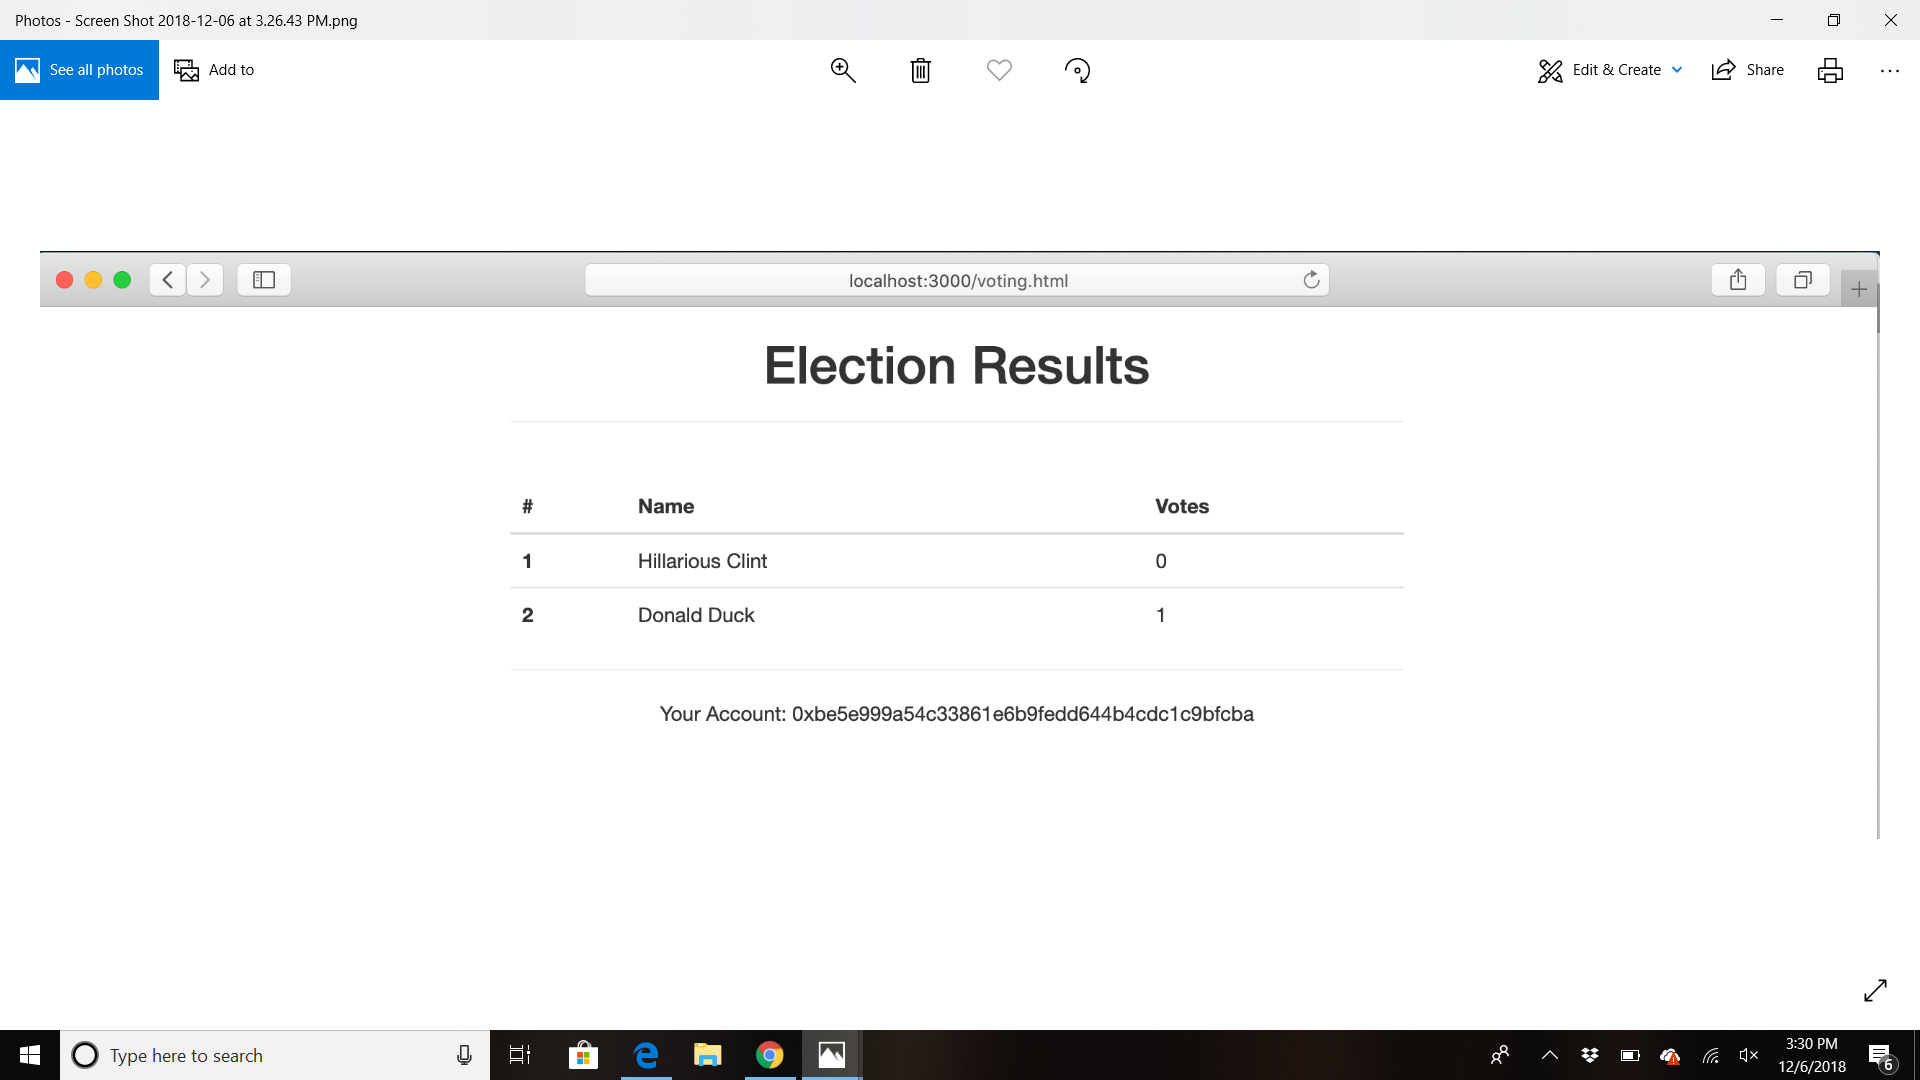 Photos - Screen Shot 2018-12-06 at 3.26.43 PM.png
See all photos
Add to
Edit & Create
Share
localhost:3000/voting.html
Election Results
# Name Votes
1 Hillarious Clint 0
2 Donald Duck 1
Your Account: 0xbe5e999a54c33861e6b9fedd644b4cdc1c9bfcba
Type here to search
3:30 PM
12/6/2018
6